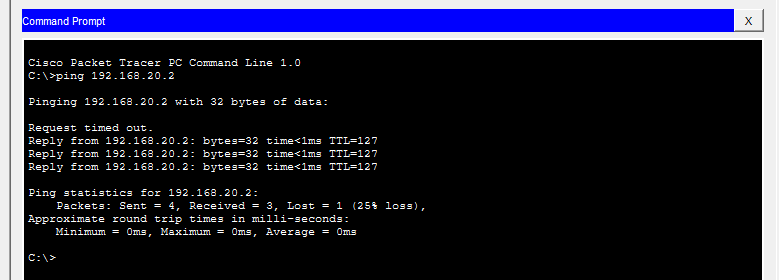 Command Prompt
X
Cisco Packet Tracer PC Command Line 1.0
C:\>ping 192.168.20.2
Pinging 192.168.20.2 with 32 bytes of data:
Request timed out.
Reply from 192.168.20.2: bytes=32 time<1ms TTL=127
Reply from 192.168.20.2: bytes=32 time<1ms TTL=127
Reply from 192.168.20.2: bytes=32 time<1ms TTL=127
Ping statistics for 192.168.20.2:
Packets: Sent = 4, Received = 3, Lost = 1 (25% loss),
Approximate round trip times in milli-seconds:
Minimum = 0ms, Maximum = 0ms, Average = 0ms
C:\>